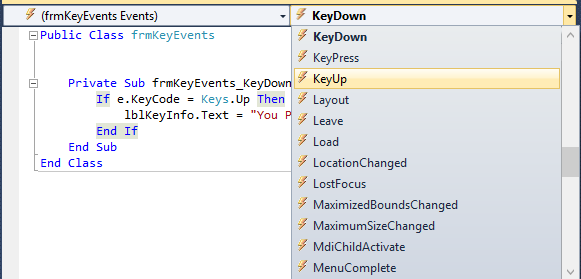 (frmKeyEvents Events)
KeyDown
Public Class frmKeyEvents
Private Sub frmKeyEvents_KeyDown
If e.KeyCode = Keys.Up Then
lblKeyInfo.Text = "You P
End If
End Sub
End Class
KeyDown
KeyPress
KeyUp
Layout
Leave
Load
LocationChanged
LostFocus
MaximizedBoundsChanged
MaximumSizeChanged
MdiChildActivate
MenuComplete